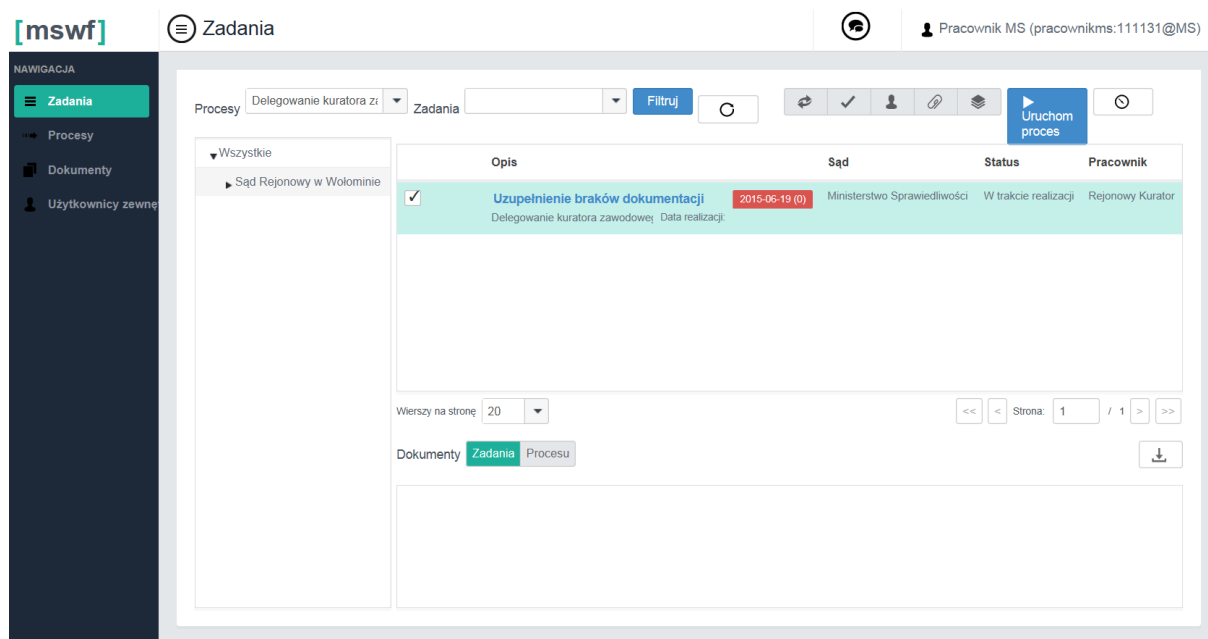 [mswf]
Zadania
Pracownik MS (pracownikms:111131@MS)
NAWIGACJA
Zadania
Procesy
Dokumenty
Użytkownicy zewnę
Procesy
Delegowanie kuratora za
Zadania
Filtruj
Uruchom
proces
Wszystkie
Sąd Rejonowy w Wołominie
Opis Sąd Status Pracownik
Uzupełnienie braków dokumentacji 2015-06-19 (0) Ministerstwo Sprawiedliwości W trakcie realizacji Rejonowy Kurator
Delegowanie kuratora zawodoweg Data realizacji:
Wierszy na stronę 20 << < Strona: 1 / 1 > >>
Dokumenty Zadania Procesu